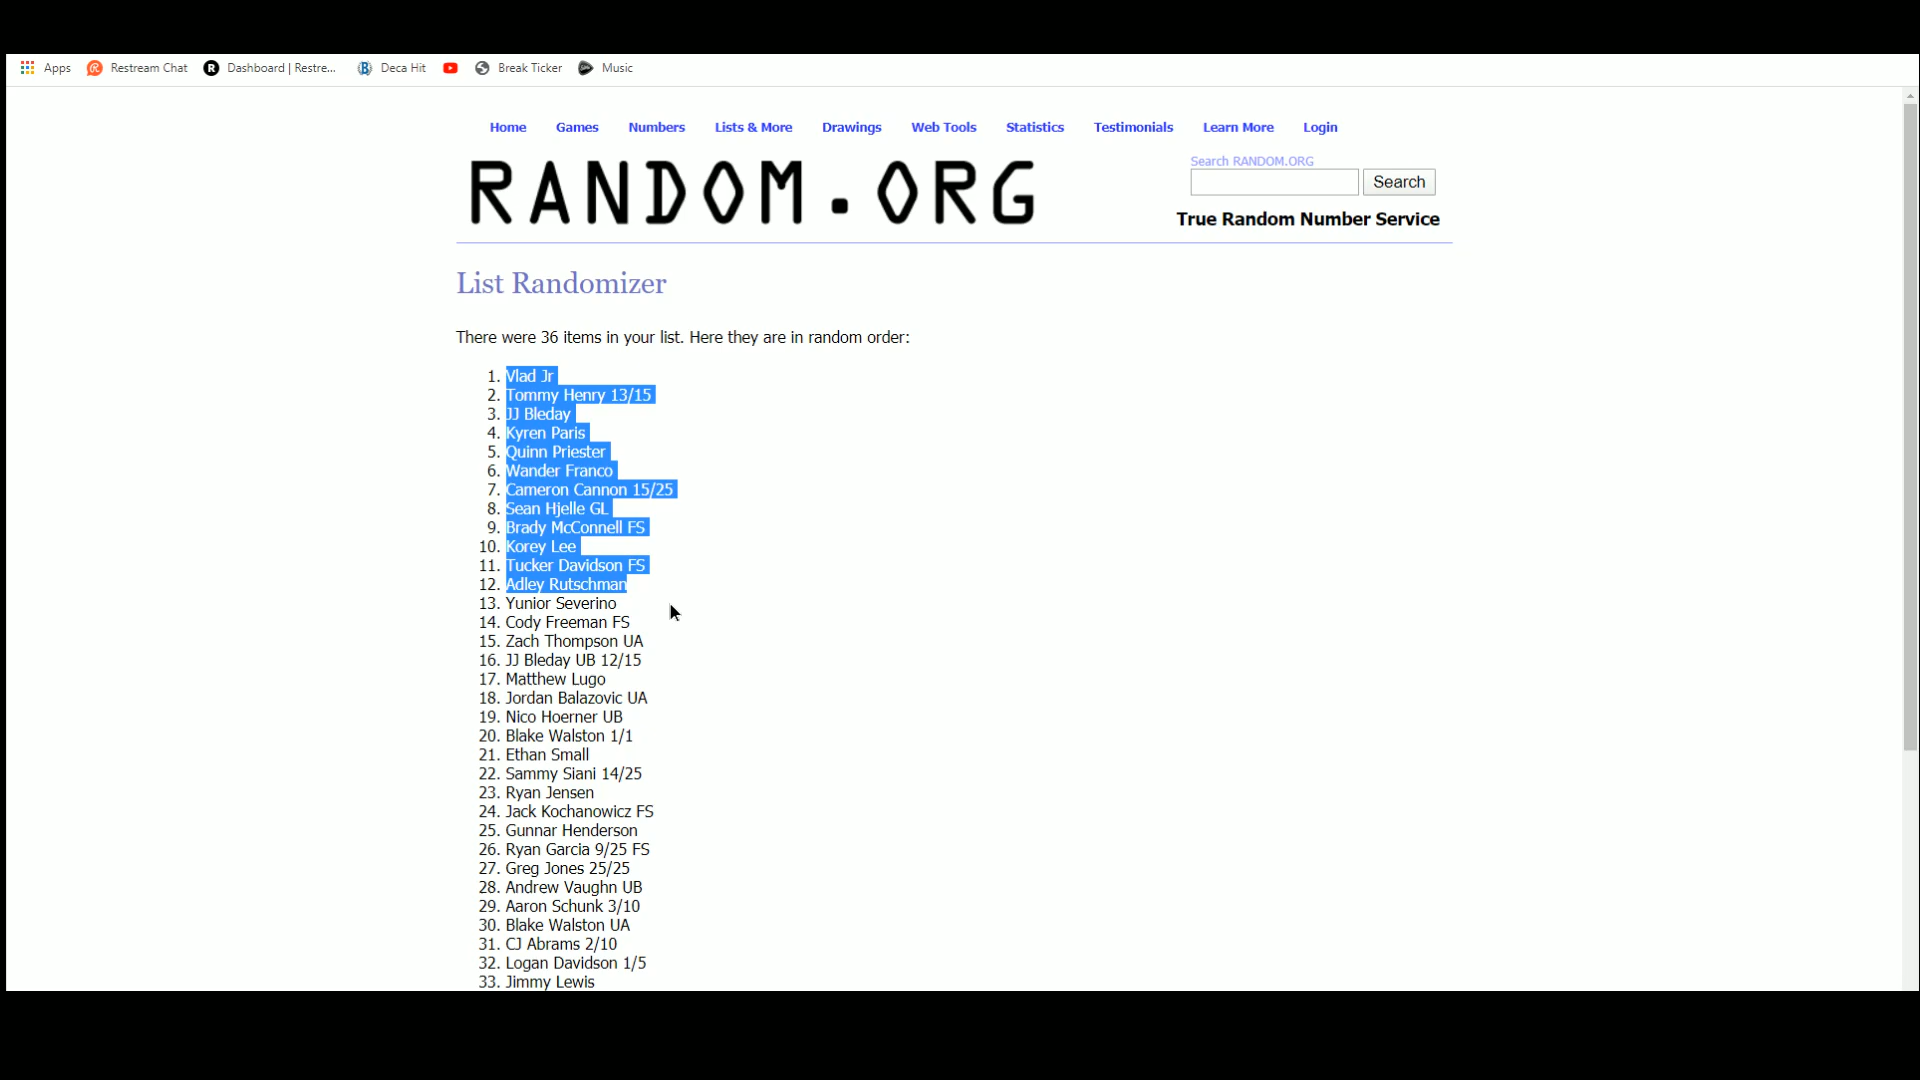 Apps Restream Chat Dashboard | Restre... Deca Hit Break Ticker Music
Home Games Numbers Lists & More Drawings Web Tools Statistics Testimonials Learn More Login
RANDOM.ORG
Search RANDOM.ORG
Search
True Random Number Service
List Randomizer
There were 36 items in your list. Here they are in random order:
1. Vlad Jr
2. Tommy Henry 13/15
3. JJ Bleday
4. Kyren Paris
5. Quinn Priester
6. Wander Franco
7. Cameron Cannon 15/25
8. Sean Hjelle GL
9. Brady McConnell FS
10. Korey Lee
11. Tucker Davidson FS
12. Adley Rutschman
13. Yunior Severino
14. Cody Freeman FS
15. Zach Thompson UA
16. JJ Bleday UB 12/15
17. Matthew Lugo
18. Jordan Balazovic UA
19. Nico Hoerner UB
20. Blake Walston 1/1
21. Ethan Small
22. Sammy Siani 14/25
23. Ryan Jensen
24. Jack Kochanowicz FS
25. Gunnar Henderson
26. Ryan Garcia 9/25 FS
27. Greg Jones 25/25
28. Andrew Vaughn UB
29. Aaron Schunk 3/10
30. Blake Walston UA
31. CJ Abrams 2/10
32. Logan Davidson 1/5
33. Jimmy Lewis